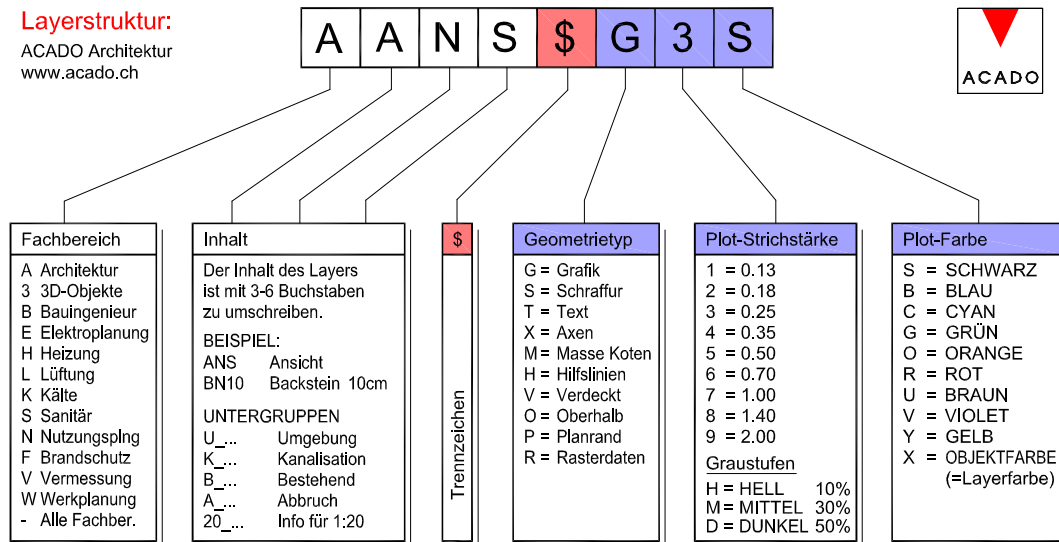 Layerstruktur:
ACADO Architektur
www.acado.ch
A A N S $ G 3 S
ACADO
Fachbereich
A Architektur
3 3D-Objekte
B Bauingenieur
E Elektroplanung
H Heizung
L Lüftung
K Kälte
S Sanitär
N Nutzungsplng
F Brandschutz
V Vermessung
W Werkplanung
- Alle Fachber.
Inhalt
Der Inhalt des Layers
ist mit 3-6 Buchstaben
zu umschreiben.
BEISPIEL:
ANS Ansicht
BN10 Backstein 10cm
UNTERGRUPPEN
U_... Umgebung
K_... Kanalisation
B_... Bestehend
A_... Abbruch
20_... Info für 1:20
$
Trennzeichen
Geometrietyp
G = Grafik
S = Schraffur
T = Text
X = Axen
M = Masse Koten
H = Hilfslinien
V = Verdeckt
O = Oberhalb
P = Planrand
R = Rasterdaten
Plot-Strichstärke
1 = 0.13
2 = 0.18
3 = 0.25
4 = 0.35
5 = 0.50
6 = 0.70
7 = 1.00
8 = 1.40
9 = 2.00
Graustufen
H = HELL 10%
M = MITTEL 30%
D = DUNKEL 50%
Plot-Farbe
S = SCHWARZ
B = BLAU
C = CYAN
G = GRÜN
O = ORANGE
R = ROT
U = BRAUN
V = VIOLET
Y = GELB
X = OBJEKTFARBE
(=Layerfarbe)